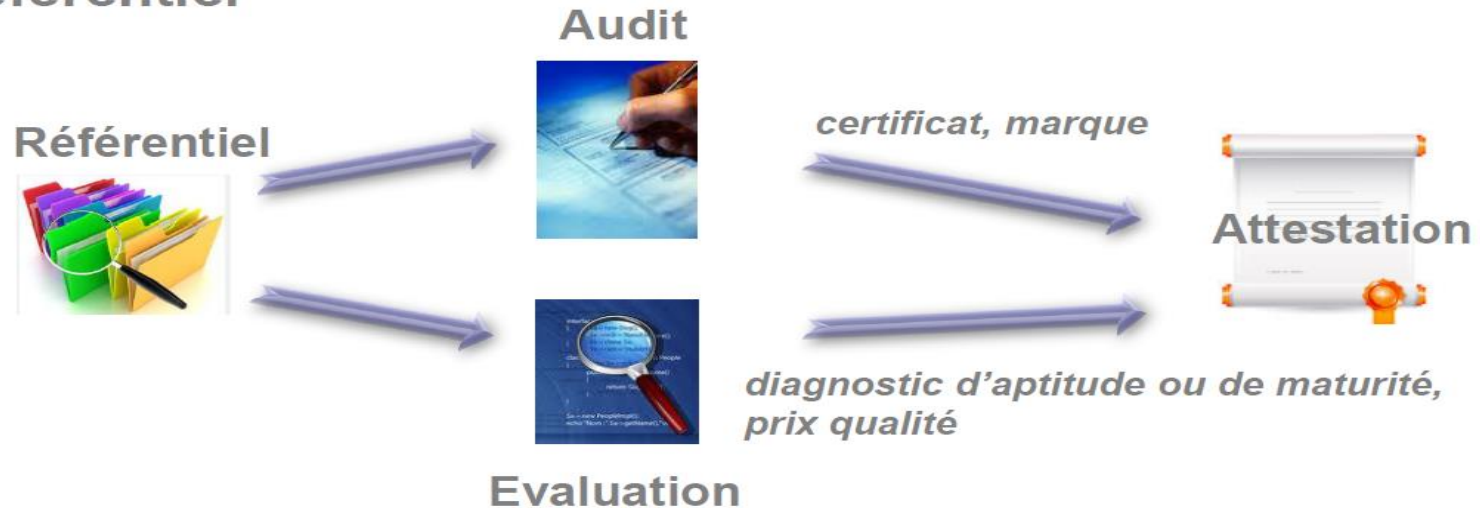 Audit
Référentiel
certificat, marque
Attestation
diagnostic d'aptitude ou de maturité,
prix qualité
Evaluation